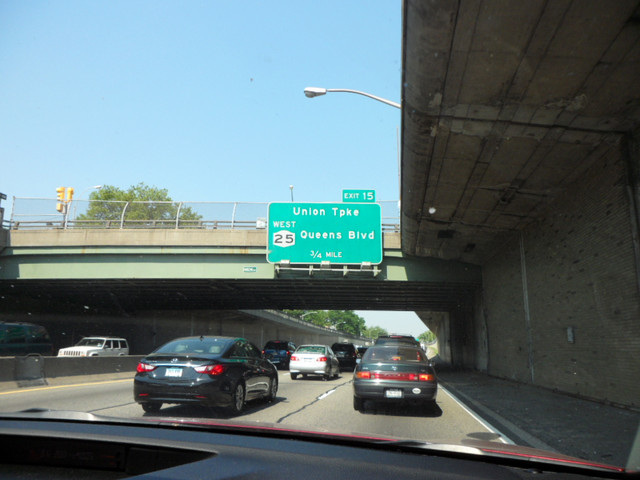 EXIT 15
Union Tpke
WEST
25 Queens Blvd
3/4 MILE